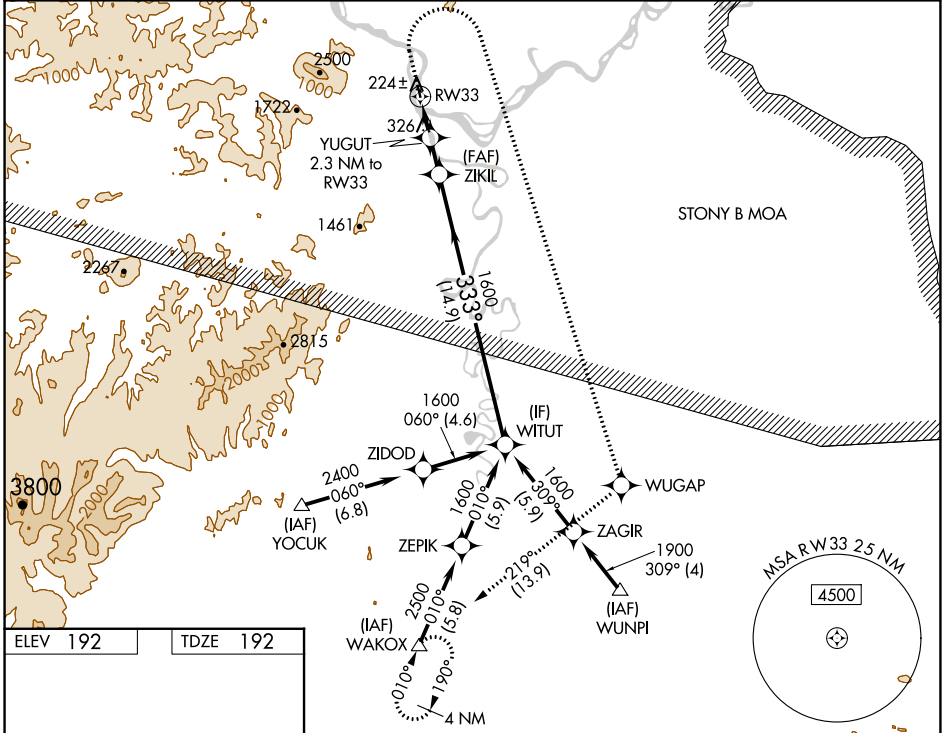 2500
1000
1000
224±
RW33
1722
326
YUGUT
2.3 NM to
RW33
(FAF)
ZIKIL
STONY B MOA
1461
2267
1600
333°
(14.9)
2815
2000
1000
1600
060° (4.6)
(IF)
WITUT
ZIDOD
2400
060°
(6.8)
3800
1000
(IAF)
YOCUK
1600
010°
(5.9)
1600
309°
(5.9)
WUGAP
ZEPIK
ZAGIR
219°
(13.9)
1900
309° (4)
(IAF)
WUNPI
2500
010°
(5.8)
(IAF)
WAKOX
010°
190°
4 NM
MSA RW33 25 NM
4500
ELEV 192
TDZE 192